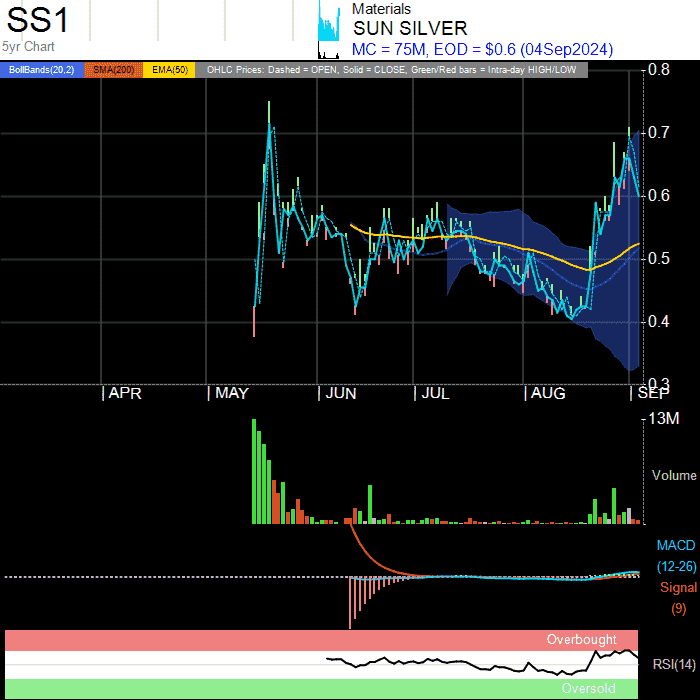 SS1
5yr Chart
Materials
SUN SILVER
MC = 75M, EOD = $0.6 (04Sep2024)
BollBands(20,2) SMA(200) EMA(50) OHLC Prices: Dashed = OPEN, Solid = CLOSE, Green/Red bars = Intra-day HIGH/LOW
0.8
0.7
0.6
0.5
0.4
0.3
APR MAY JUN JUL AUG SEP
13M
Volume
MACD
(12-26)
Signal
(9)
Overbought
RSI(14)
Oversold